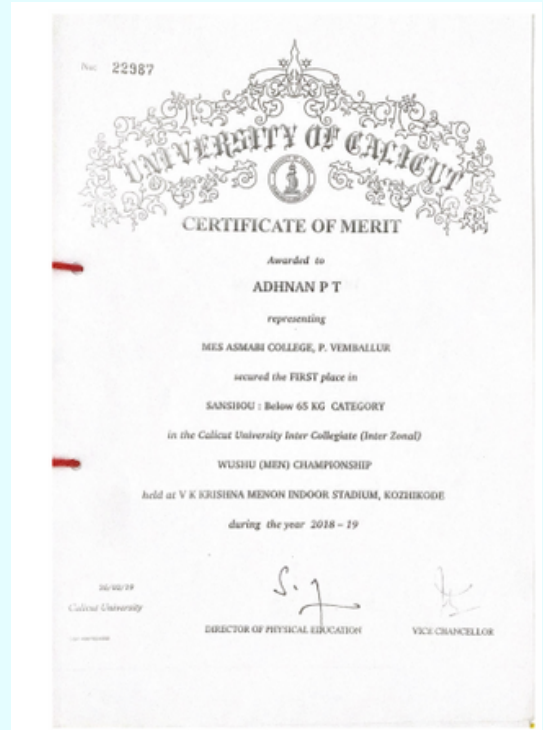 No: 22987
UNIVERSITY OF CALICUT
CERTIFICATE OF MERIT
Awarded to
ADHNAN P T
representing
MES ASMABI COLLEGE, P. VEMBALLUR
secured the FIRST place in
SANSHOU : Below 65 KG CATEGORY
in the Calicut University Inter Collegiate (Inter Zonal)
WUSHU (MEN) CHAMPIONSHIP
held at V K KRISHNA MENON INDOOR STADIUM, KOZHIKODE
during the year 2018 – 19
Calicut University
DIRECTOR OF PHYSICAL EDUCATION
VICE CHANCELLOR